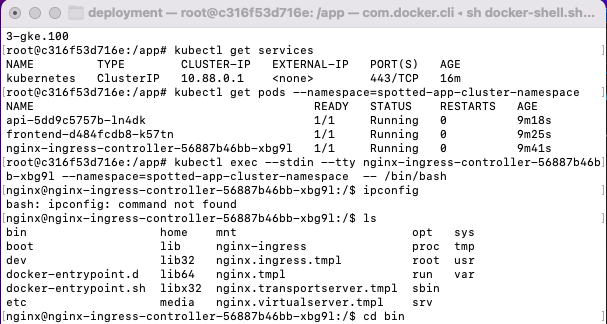 deployment — root@c316f53d716e: /app — com.docker.cli ◂ sh docker-shell.sh...
3-gke.100
[root@c316f53d716e:/app# kubectl get services
NAME         TYPE        CLUSTER-IP   EXTERNAL-IP   PORT(S)   AGE
kubernetes   ClusterIP   10.88.0.1    <none>        443/TCP   16m
[root@c316f53d716e:/app# kubectl get pods --namespace=spotted-app-cluster-namespace
NAME                                        READY   STATUS    RESTARTS   AGE
api-5dd9c5757b-ln4dk                        1/1     Running   0          9m18s
frontend-d484fcdb8-k57tn                    1/1     Running   0          9m25s
nginx-ingress-controller-56887b46bb-xbg9l   1/1     Running   0          9m41s
[root@c316f53d716e:/app# kubectl exec --stdin --tty nginx-ingress-controller-56887b46b]
b-xbg9l --namespace=spotted-app-cluster-namespace  -- /bin/bash
[nginx@nginx-ingress-controller-56887b46bb-xbg9l:/$ ipconfig
bash: ipconfig: command not found
[nginx@nginx-ingress-controller-56887b46bb-xbg9l:/$ ls
bin                   home    mnt                         opt   sys
boot                  lib     nginx-ingress               proc  tmp
dev                   lib32   nginx.ingress.tmpl          root  usr
docker-entrypoint.d   lib64   nginx.tmpl                  run   var
docker-entrypoint.sh  libx32  nginx.transportserver.tmpl  sbin
etc                   media   nginx.virtualserver.tmpl    srv
[nginx@nginx-ingress-controller-56887b46bb-xbg9l:/$ cd bin